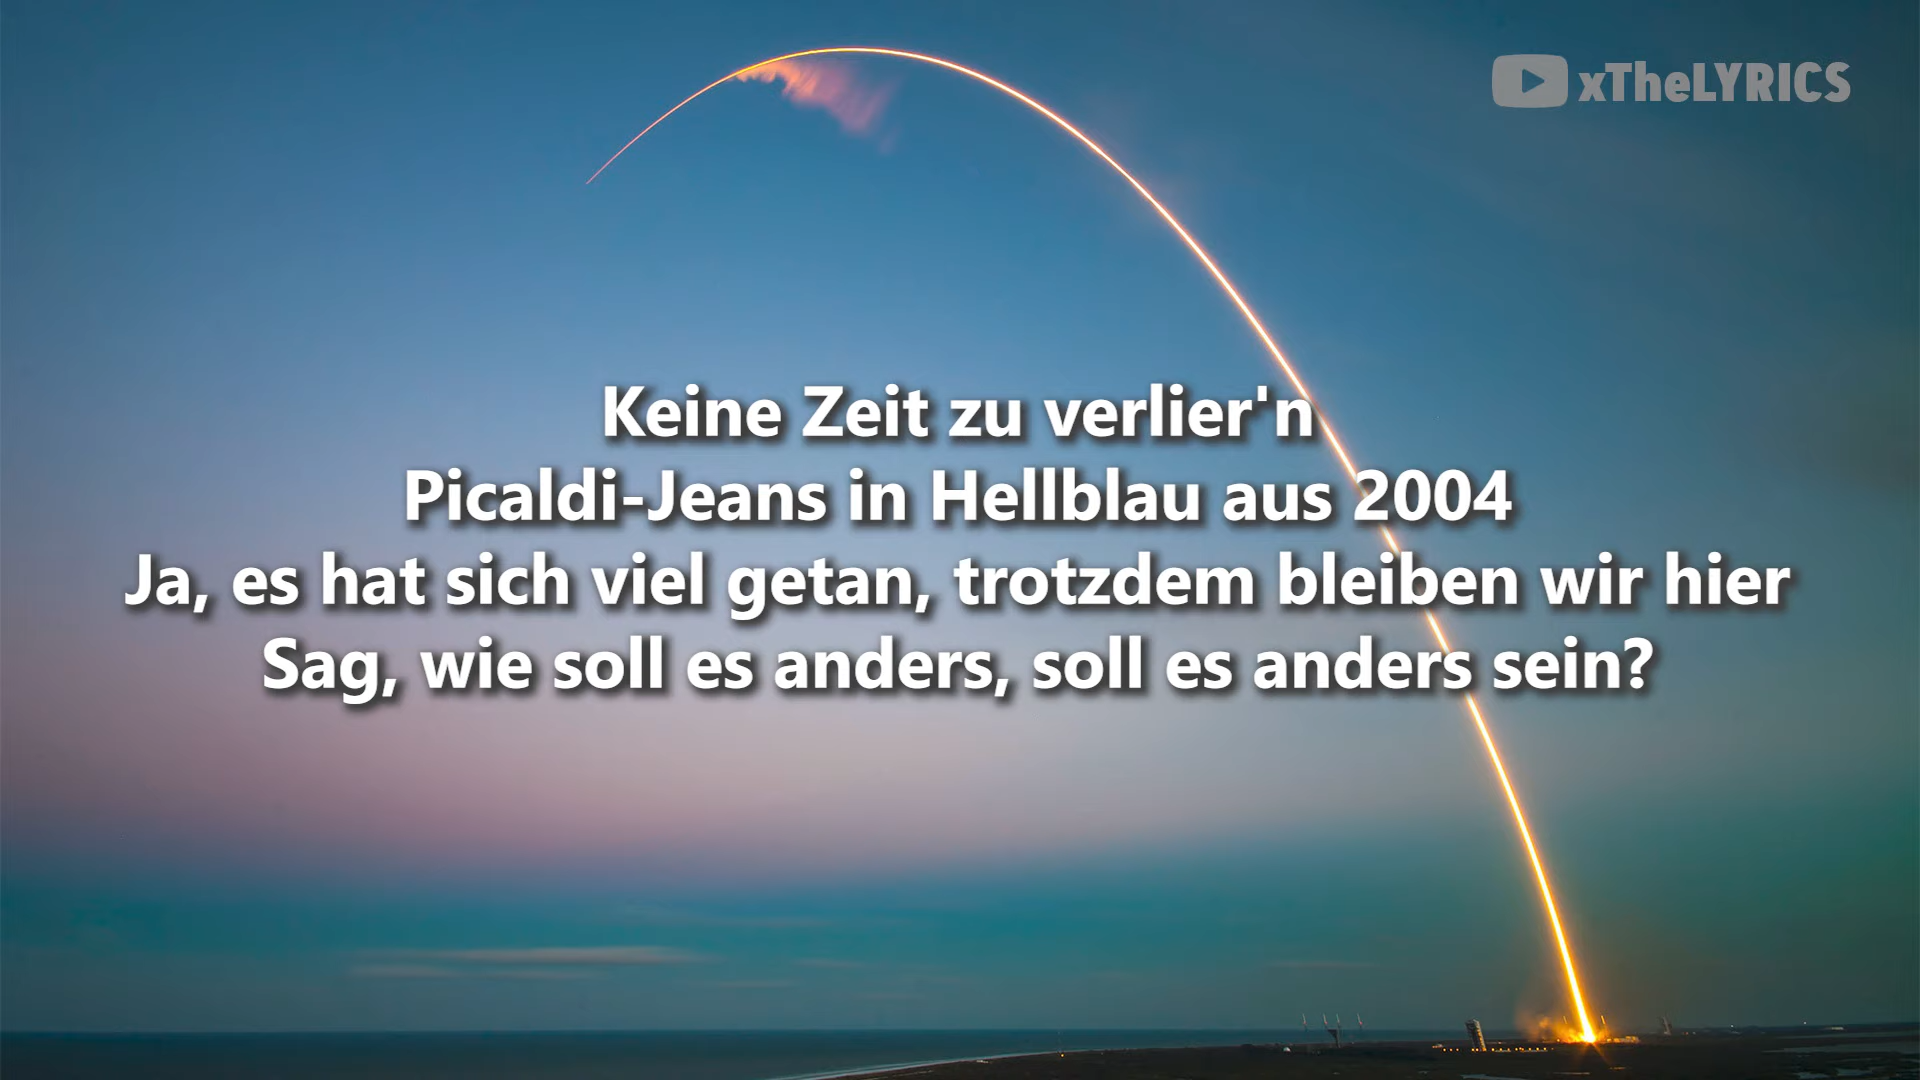 xTheLYRICS
Keine Zeit zu verlier'n
Picaldi-Jeans in Hellblau aus 2004
Ja, es hat sich viel getan, trotzdem bleiben wir hier
Sag, wie soll es anders, soll es anders sein?